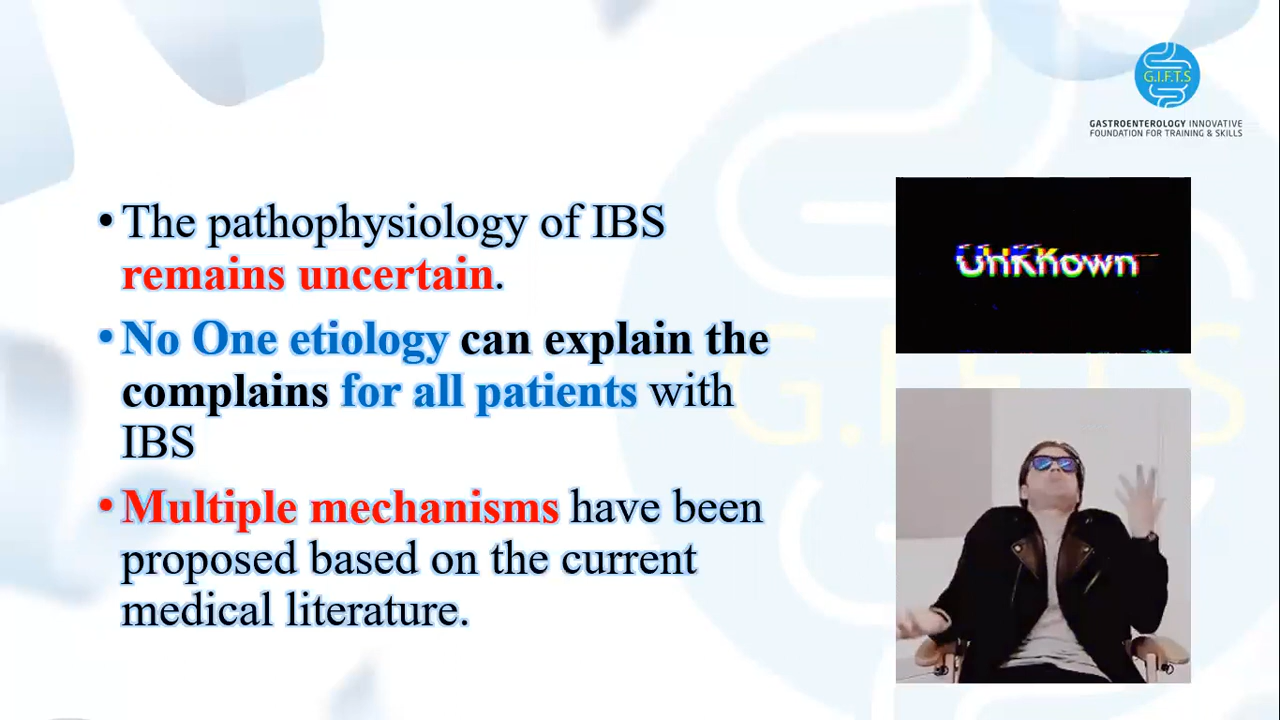 G.I.F.T.S
GASTROENTEROLOGY INNOVATIVE
FOUNDATION FOR TRAINING & SKILLS
• The pathophysiology of IBS
remains uncertain.
• No One etiology can explain the
complains for all patients with
IBS
• Multiple mechanisms have been
proposed based on the current
medical literature.
UnKnown
G.I.F.T.S